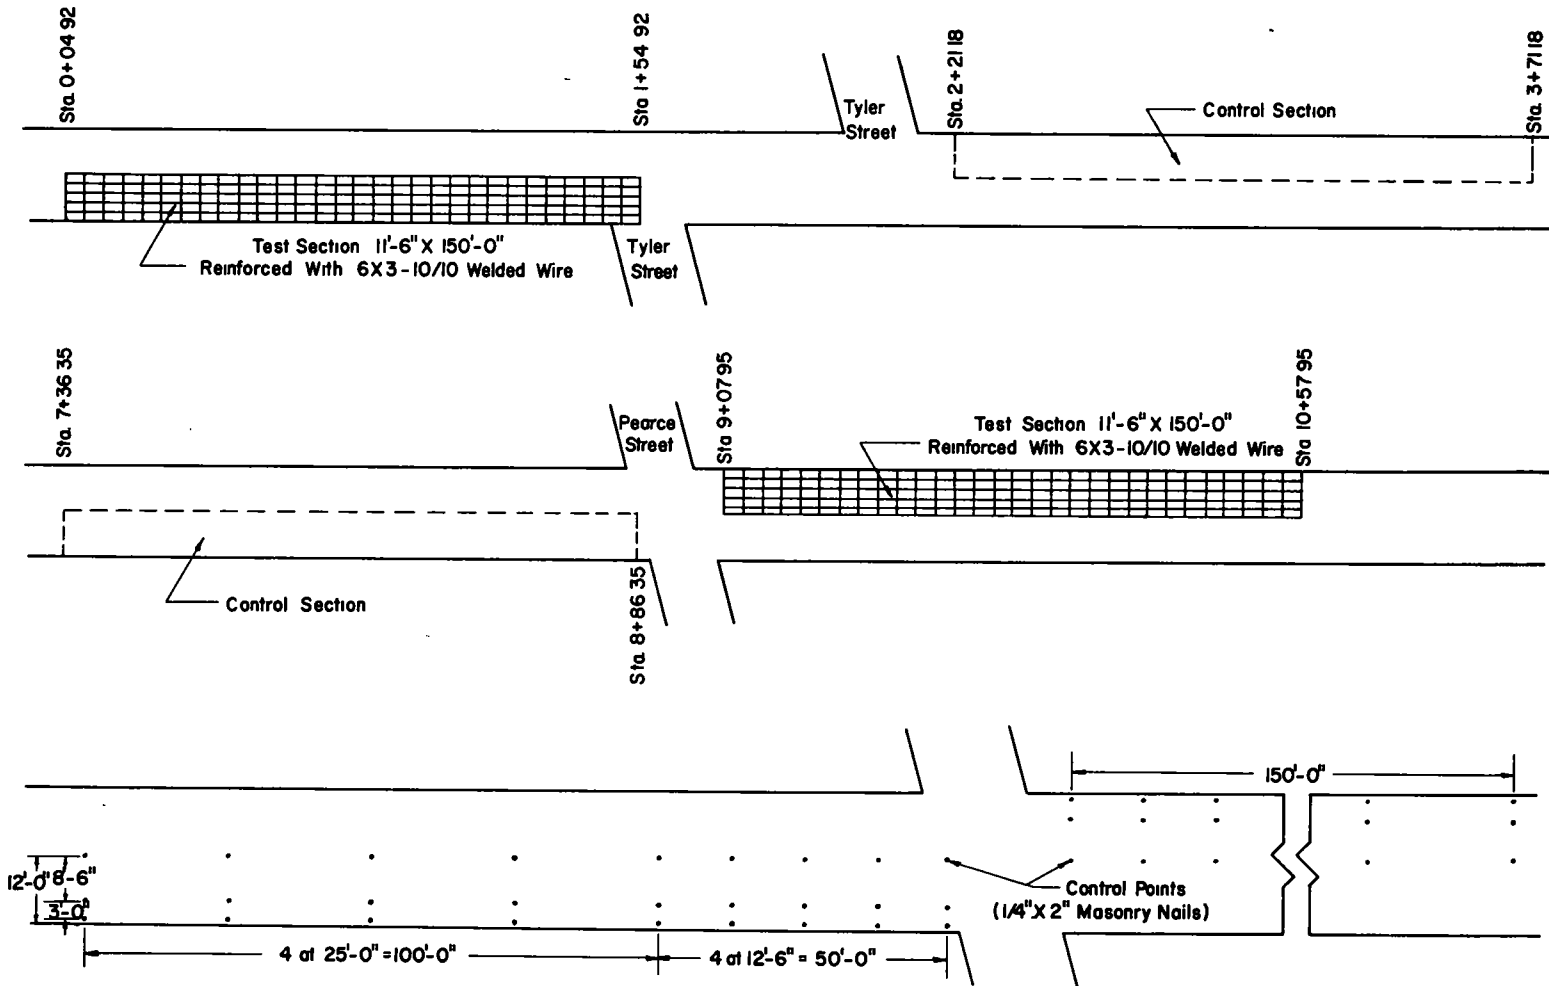 Sta. 0+04 92
Sta 1+54 92
Tyler
Street
Sta. 2+21 18
Control Section
Sta. 3+71 18
Test Section 11'-6" X 150'-0"
Reinforced With 6X3-10/10 Welded Wire
Tyler
Street
Sta. 7+36 35
Pearce
Street
Sta 9+07 95
Test Section 11'-6" X 150'-0"
Reinforced With 6X3-10/10 Welded Wire
Sta 10+57 95
Control Section
Sta. 8+86 35
150'-0"
12'-0"
8'-6"
3'-0"
Control Points
(1/4" X 2" Masonry Nails)
4 at 25'-0" = 100'-0"
4 at 12'-6" = 50'-0"